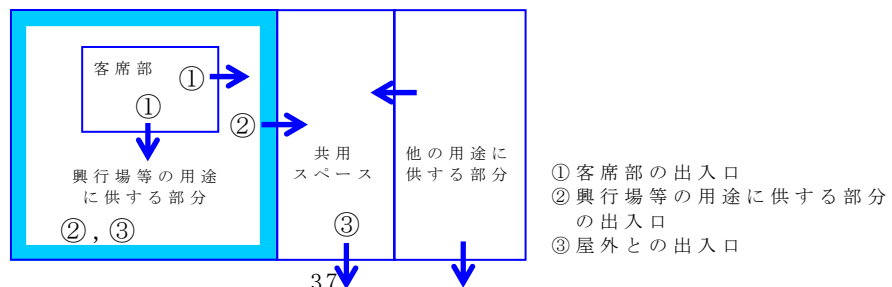 客席部
①
①
②
興行場等の用途
に供する部分
②,③
共用
スペース
③
他の用途に
供する部分
①客席部の出入口
②興行場等の用途に供する部分
の出入口
③屋外との出入口
37